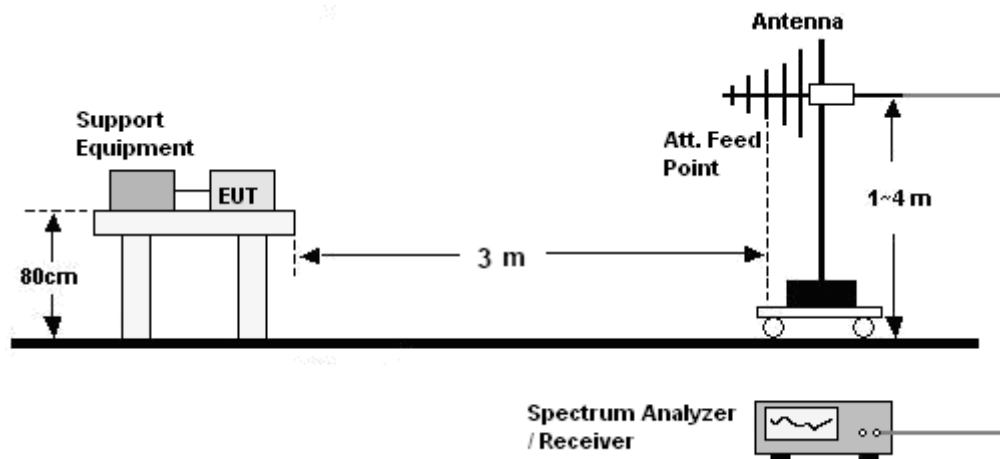 Antenna
Support
Equipment
Att. Feed
Point
EUT
1~4 m
3 m
80cm
Spectrum Analyzer
/ Receiver